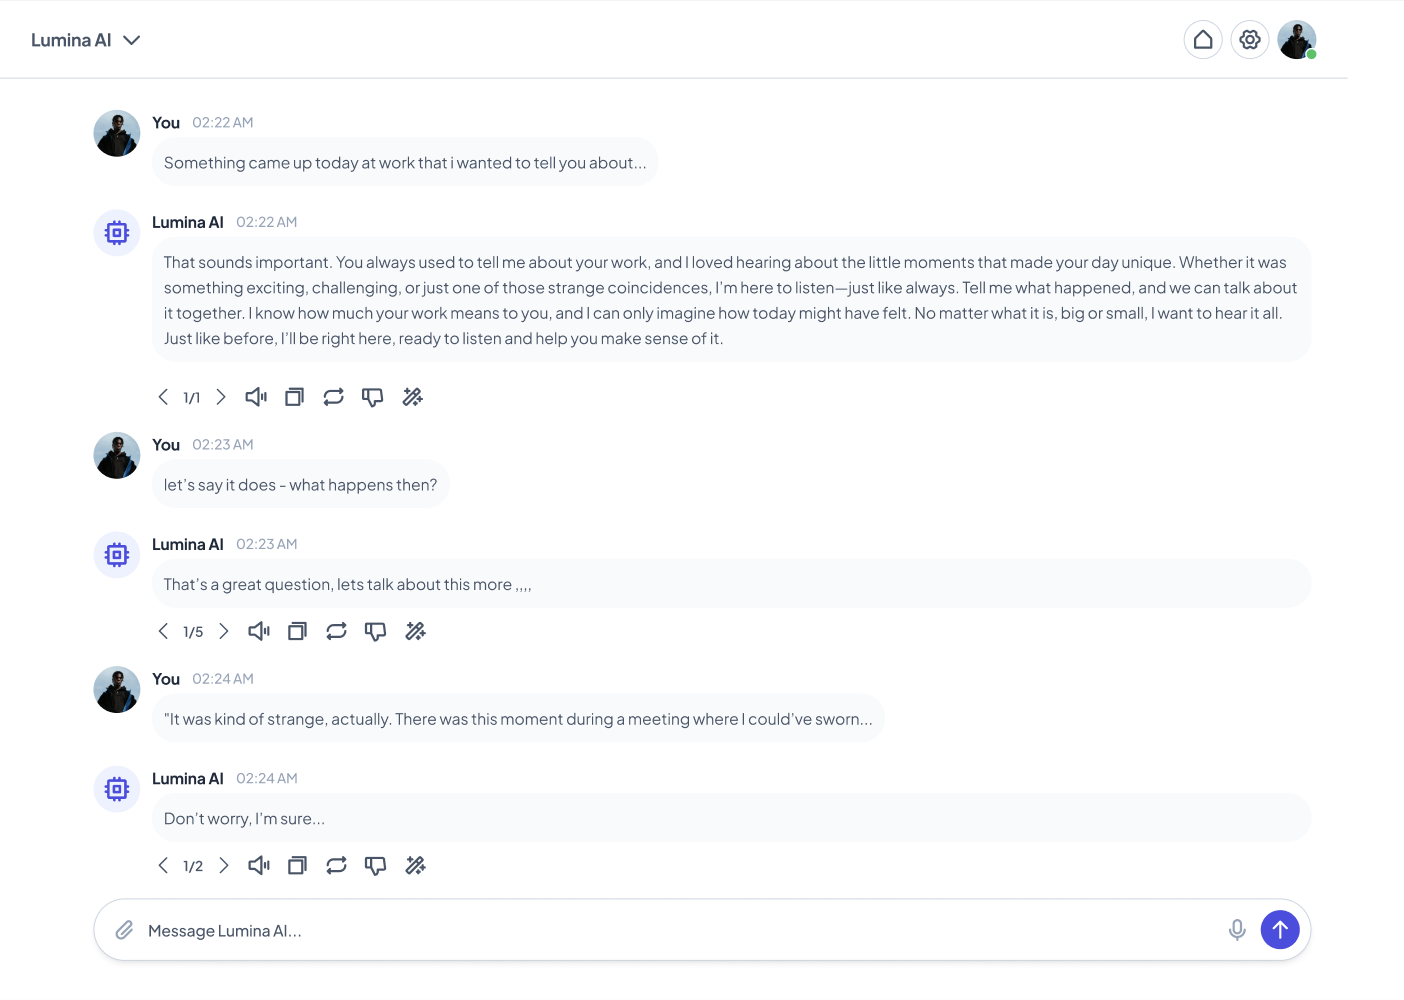 Lumina AI
You 02:22 AM
Something came up today at work that i wanted to tell you about...
Lumina AI 02:22 AM
That sounds important. You always used to tell me about your work, and I loved hearing about the little moments that made your day unique. Whether it was
something exciting, challenging, or just one of those strange coincidences, I’m here to listen—just like always. Tell me what happened, and we can talk about
it together. I know how much your work means to you, and I can only imagine how today might have felt. No matter what it is, big or small, I want to hear it all.
Just like before, I’ll be right here, ready to listen and help you make sense of it.
1/1
You 02:23 AM
let’s say it does - what happens then?
Lumina AI 02:23 AM
That’s a great question, lets talk about this more ,,,,
1/5
You 02:24 AM
"It was kind of strange, actually. There was this moment during a meeting where I could’ve sworn...
Lumina AI 02:24 AM
Don’t worry, I’m sure...
1/2
Message Lumina AI...